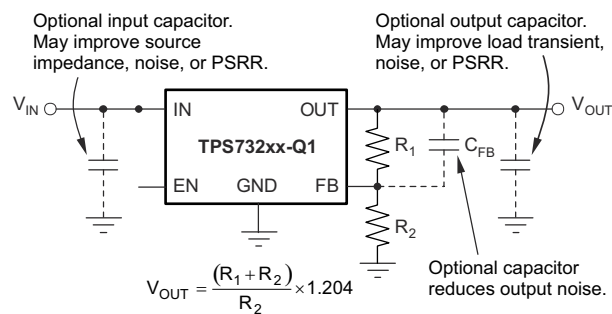 Optional input capacitor.
May improve source
impedance, noise, or PSRR.
Optional output capacitor.
May improve load transient,
noise, or PSRR.
V_IN
IN
OUT
V_OUT
TPS732xx-Q1
R_1
C_FB
EN
GND
FB
R_2
V_OUT = (R_1 + R_2) / R_2 × 1.204
Optional capacitor
reduces output noise.